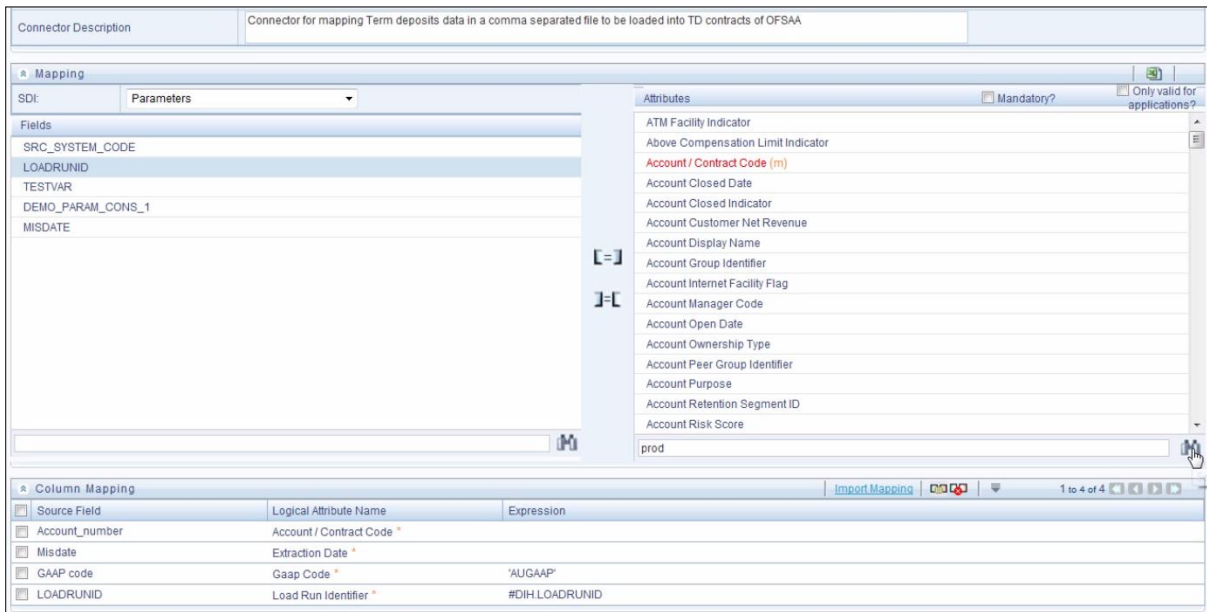 Connector Description
Connector for mapping Term deposits data in a comma separated file to be loaded into TD contracts of OFSAA
Mapping
SDI: Parameters
Fields
SRC_SYSTEM_CODE
LOADRUNID
TESTVAR
DEMO_PARAM_CONS_1
MISDATE
Attributes Mandatory? Only valid for
applications?
ATM Facility Indicator
Above Compensation Limit Indicator
Account / Contract Code (m)
Account Closed Date
Account Closed Indicator
Account Customer Net Revenue
Account Display Name
Account Group Identifier
Account Internet Facility Flag
Account Manager Code
Account Open Date
Account Ownership Type
Account Peer Group Identifier
Account Purpose
Account Retention Segment ID
Account Risk Score
prod
Column Mapping Import Mapping 1 to 4 of 4
Source Field Logical Attribute Name Expression
Account_number Account / Contract Code *
Misdate Extraction Date *
GAAP code Gaap Code * 'AUGAAP'
LOADRUNID Load Run Identifier * #DIH.LOADRUNID